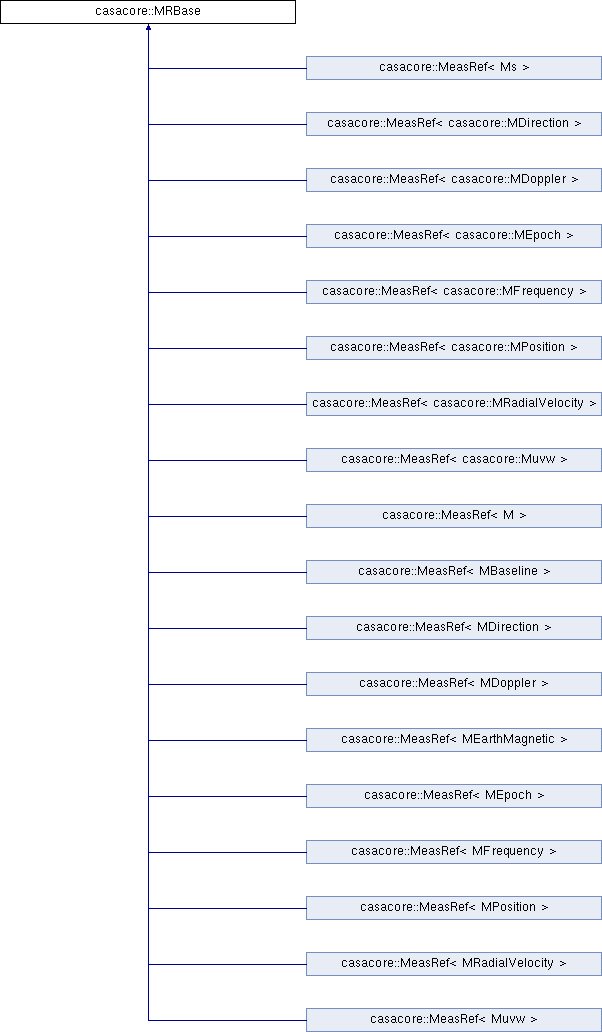 casacore::MRBase
casacore::MeasRef< Ms >
casacore::MeasRef< casacore::MDirection >
casacore::MeasRef< casacore::MDoppler >
casacore::MeasRef< casacore::MEpoch >
casacore::MeasRef< casacore::MFrequency >
casacore::MeasRef< casacore::MPosition >
casacore::MeasRef< casacore::MRadialVelocity >
casacore::MeasRef< casacore::Muvw >
casacore::MeasRef< M >
casacore::MeasRef< MBaseline >
casacore::MeasRef< MDirection >
casacore::MeasRef< MDoppler >
casacore::MeasRef< MEarthMagnetic >
casacore::MeasRef< MEpoch >
casacore::MeasRef< MFrequency >
casacore::MeasRef< MPosition >
casacore::MeasRef< MRadialVelocity >
casacore::MeasRef< Muvw >